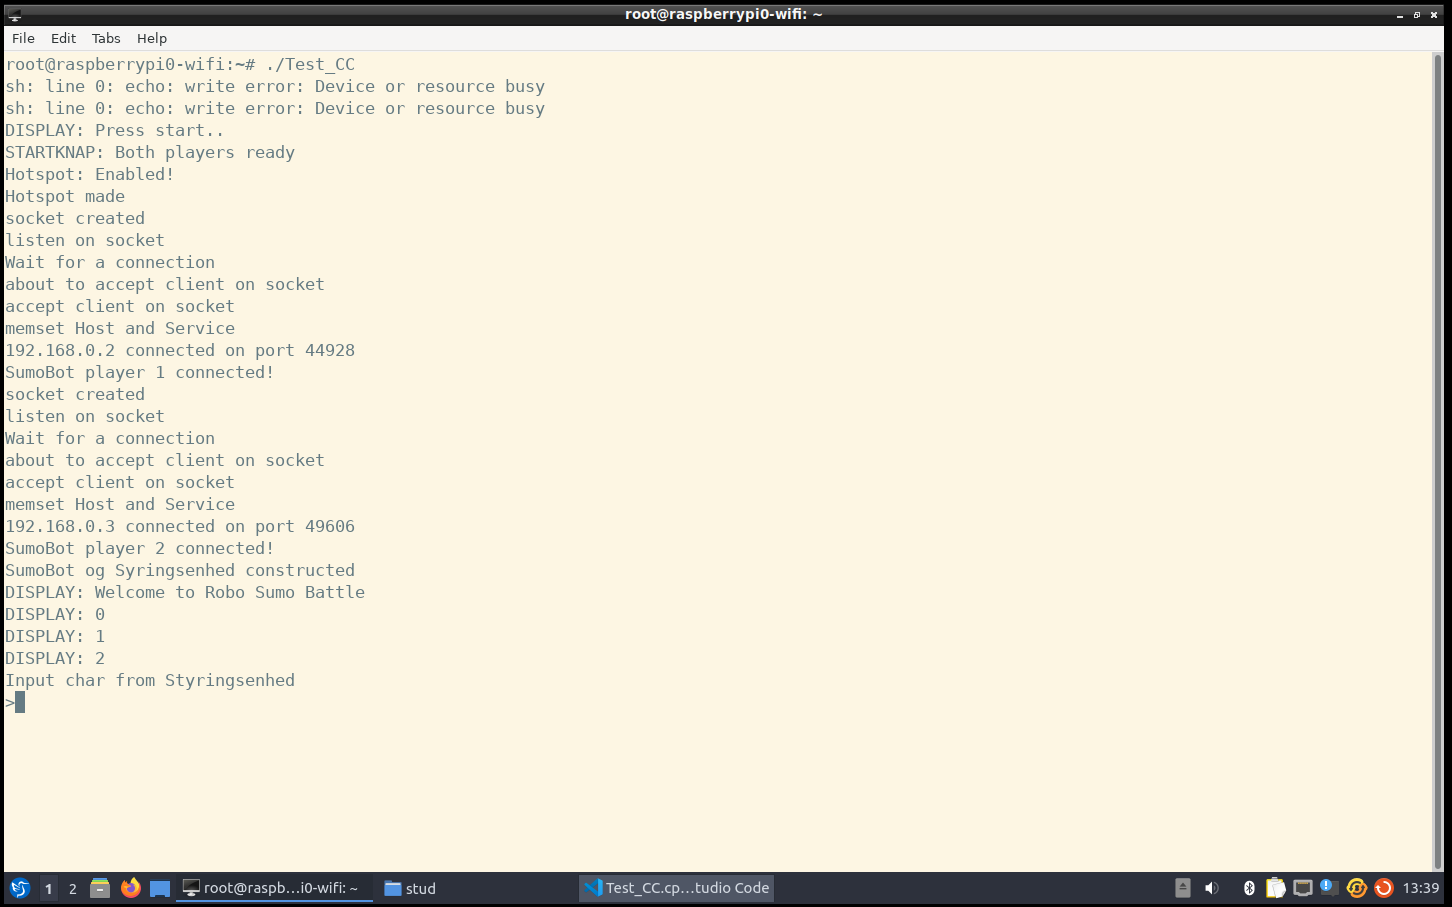 root@raspberrypi0-wifi: ~
File Edit Tabs Help
root@raspberrypi0-wifi:~# ./Test_CC
sh: line 0: echo: write error: Device or resource busy
sh: line 0: echo: write error: Device or resource busy
DISPLAY: Press start..
STARTKNAP: Both players ready
Hotspot: Enabled!
Hotspot made
socket created
listen on socket
Wait for a connection
about to accept client on socket
accept client on socket
memset Host and Service
192.168.0.2 connected on port 44928
SumoBot player 1 connected!
socket created
listen on socket
Wait for a connection
about to accept client on socket
accept client on socket
memset Host and Service
192.168.0.3 connected on port 49606
SumoBot player 2 connected!
SumoBot og Syringsenhed constructed
DISPLAY: Welcome to Robo Sumo Battle
DISPLAY: 0
DISPLAY: 1
DISPLAY: 2
Input char from Styringsenhed
>
1 2 root@raspb...i0-wifi: ~ stud Test_CC.cp...tudio Code 13:39